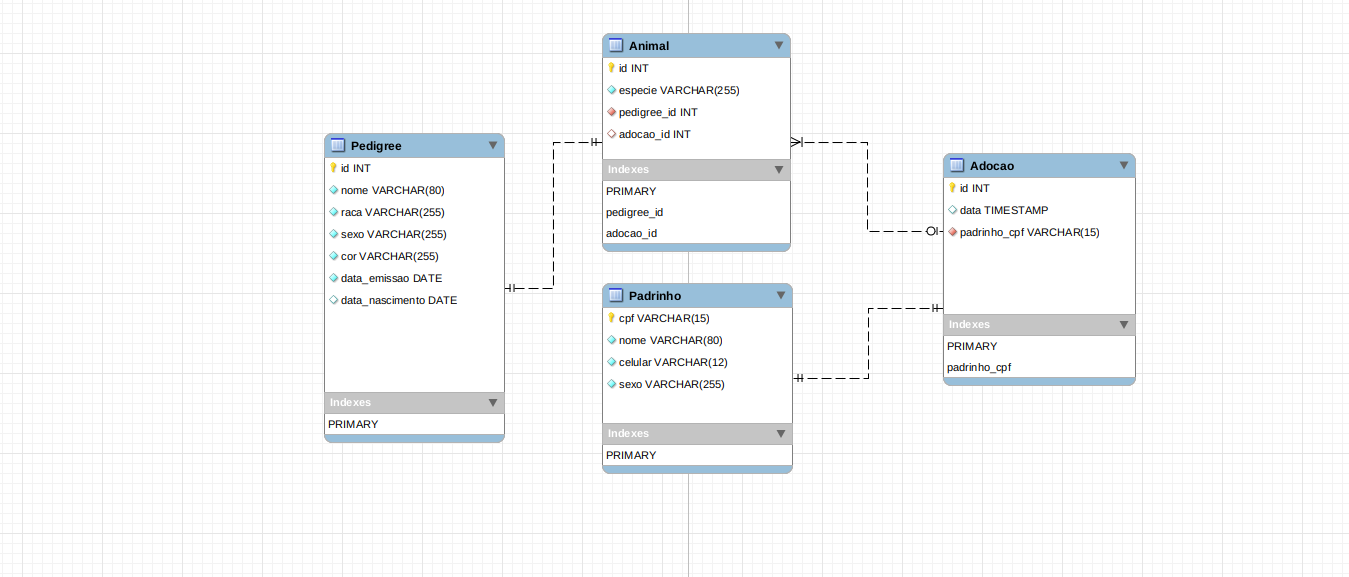 Animal
id INT
especie VARCHAR(255)
pedigree_id INT
adocao_id INT
Indexes
PRIMARY
pedigree_id
adocao_id
Pedigree
id INT
nome VARCHAR(80)
raca VARCHAR(255)
sexo VARCHAR(255)
cor VARCHAR(255)
data_emissao DATE
data_nascimento DATE
Indexes
PRIMARY
Adocao
id INT
data TIMESTAMP
padrinho_cpf VARCHAR(15)
Indexes
PRIMARY
padrinho_cpf
Padrinho
cpf VARCHAR(15)
nome VARCHAR(80)
celular VARCHAR(12)
sexo VARCHAR(255)
Indexes
PRIMARY